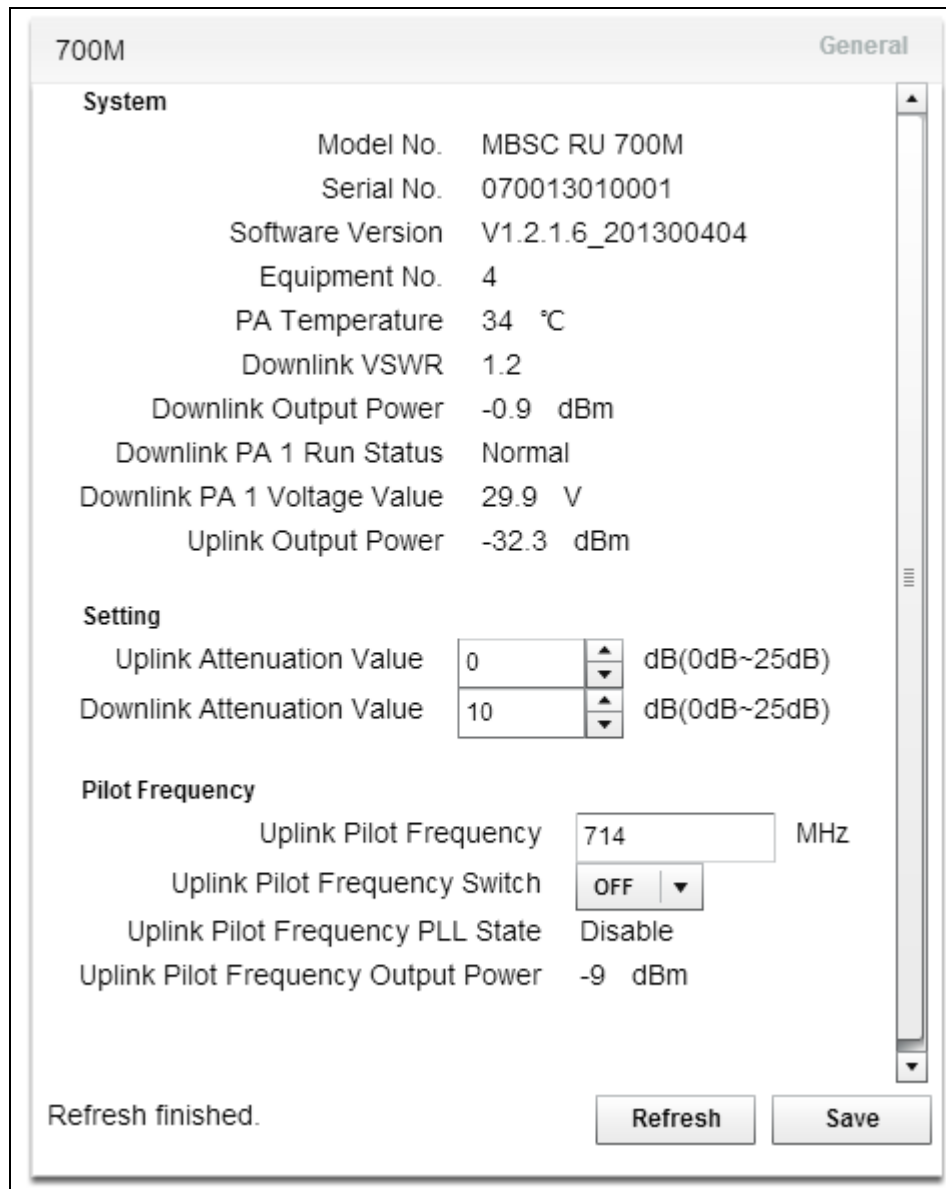 700M General
System
Model No. MBSC RU 700M
Serial No. 070013010001
Software Version V1.2.1.6_201300404
Equipment No. 4
PA Temperature 34 ℃
Downlink VSWR 1.2
Downlink Output Power -0.9 dBm
Downlink PA 1 Run Status Normal
Downlink PA 1 Voltage Value 29.9 V
Uplink Output Power -32.3 dBm
Setting
Uplink Attenuation Value 0 dB(0dB~25dB)
Downlink Attenuation Value 10 dB(0dB~25dB)
Pilot Frequency
Uplink Pilot Frequency 714 MHz
Uplink Pilot Frequency Switch OFF
Uplink Pilot Frequency PLL State Disable
Uplink Pilot Frequency Output Power -9 dBm
Refresh finished. Refresh Save